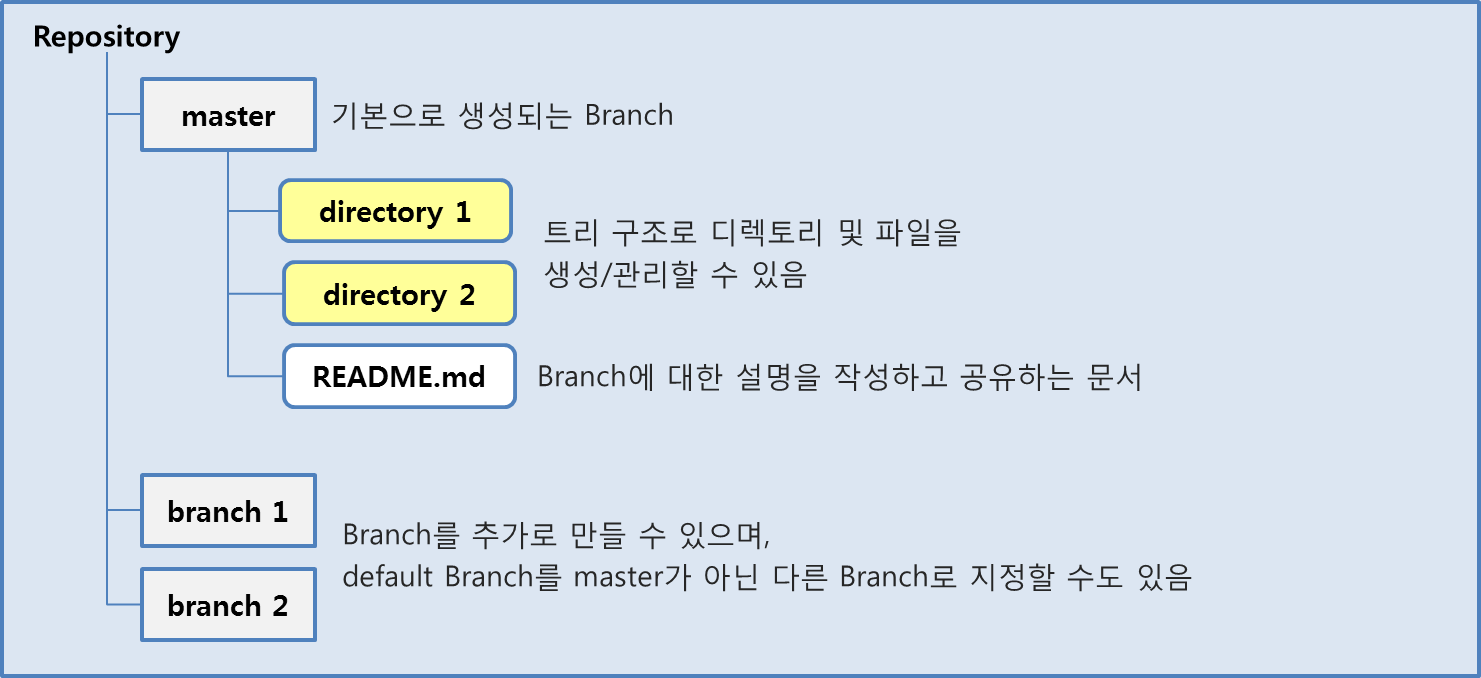 Repository
master
기본으로 생성되는 Branch
directory 1
트리 구조로 디렉토리 및 파일을
생성/관리할 수 있음
directory 2
README.md
Branch에 대한 설명을 작성하고 공유하는 문서
branch 1
Branch를 추가로 만들 수 있으며,
default Branch를 master가 아닌 다른 Branch로 지정할 수도 있음
branch 2